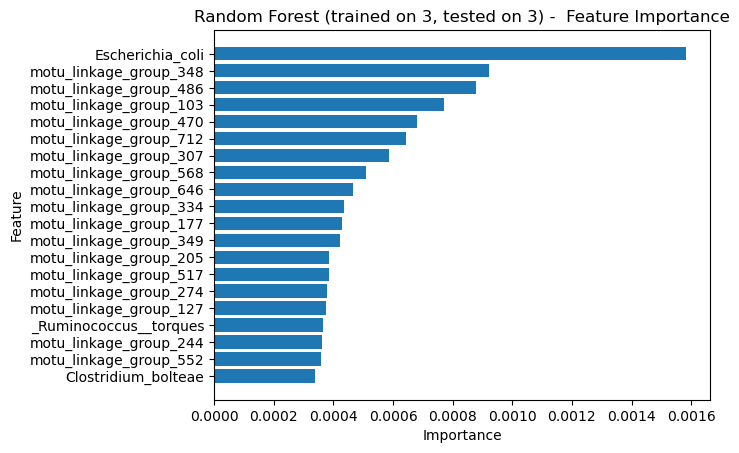 Random Forest (trained on 3, tested on 3) -  Feature Importance
Feature
Escherichia_coli
motu_linkage_group_348
motu_linkage_group_486
motu_linkage_group_103
motu_linkage_group_470
motu_linkage_group_712
motu_linkage_group_307
motu_linkage_group_568
motu_linkage_group_646
motu_linkage_group_334
motu_linkage_group_177
motu_linkage_group_349
motu_linkage_group_205
motu_linkage_group_517
motu_linkage_group_274
motu_linkage_group_127
_Ruminococcus__torques
motu_linkage_group_244
motu_linkage_group_552
Clostridium_bolteae
0.0000 0.0002 0.0004 0.0006 0.0008 0.0010 0.0012 0.0014 0.0016
Importance